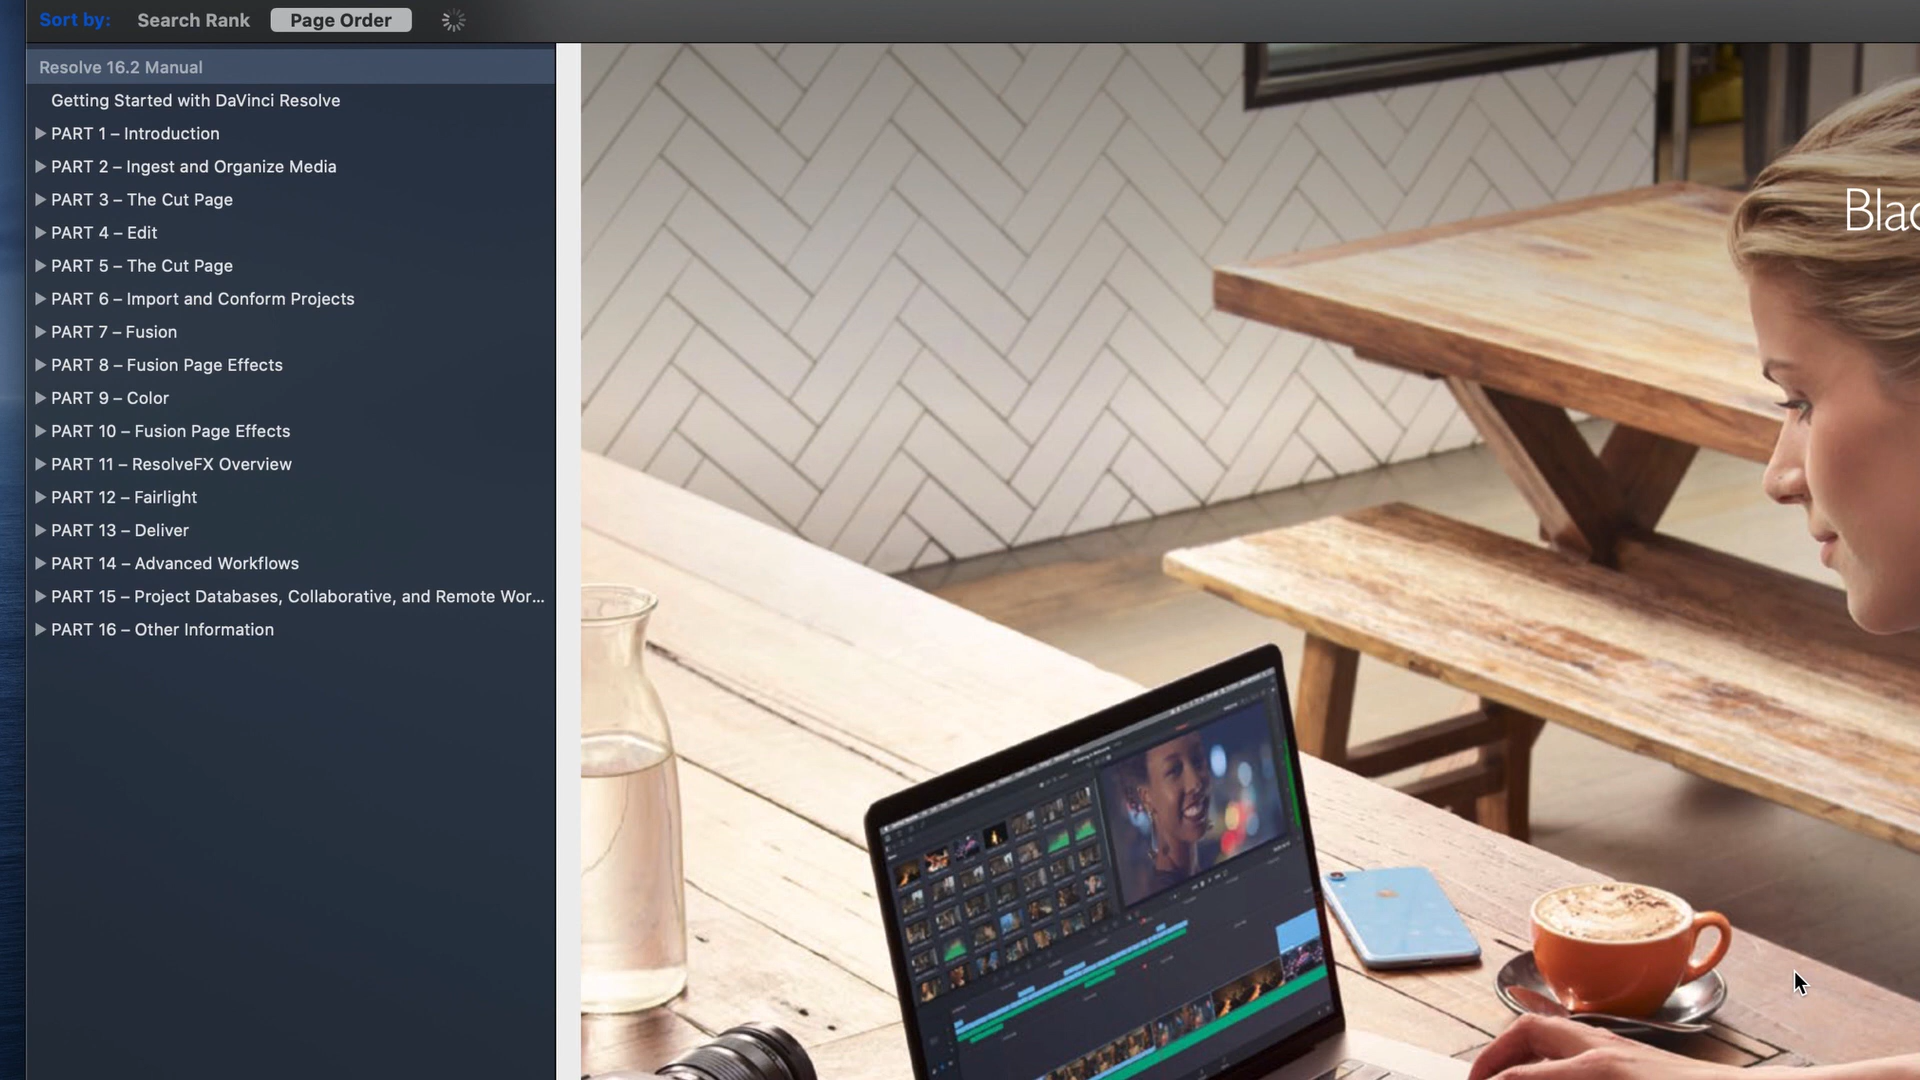 Sort by: Search Rank Page Order
Resolve 16.2 Manual
Getting Started with DaVinci Resolve
PART 1 – Introduction
PART 2 – Ingest and Organize Media
PART 3 – The Cut Page
PART 4 – Edit
PART 5 – The Cut Page
PART 6 – Import and Conform Projects
PART 7 – Fusion
PART 8 – Fusion Page Effects
PART 9 – Color
PART 10 – Fusion Page Effects
PART 11 – ResolveFX Overview
PART 12 – Fairlight
PART 13 – Deliver
PART 14 – Advanced Workflows
PART 15 – Project Databases, Collaborative, and Remote Wor...
PART 16 – Other Information
Blac